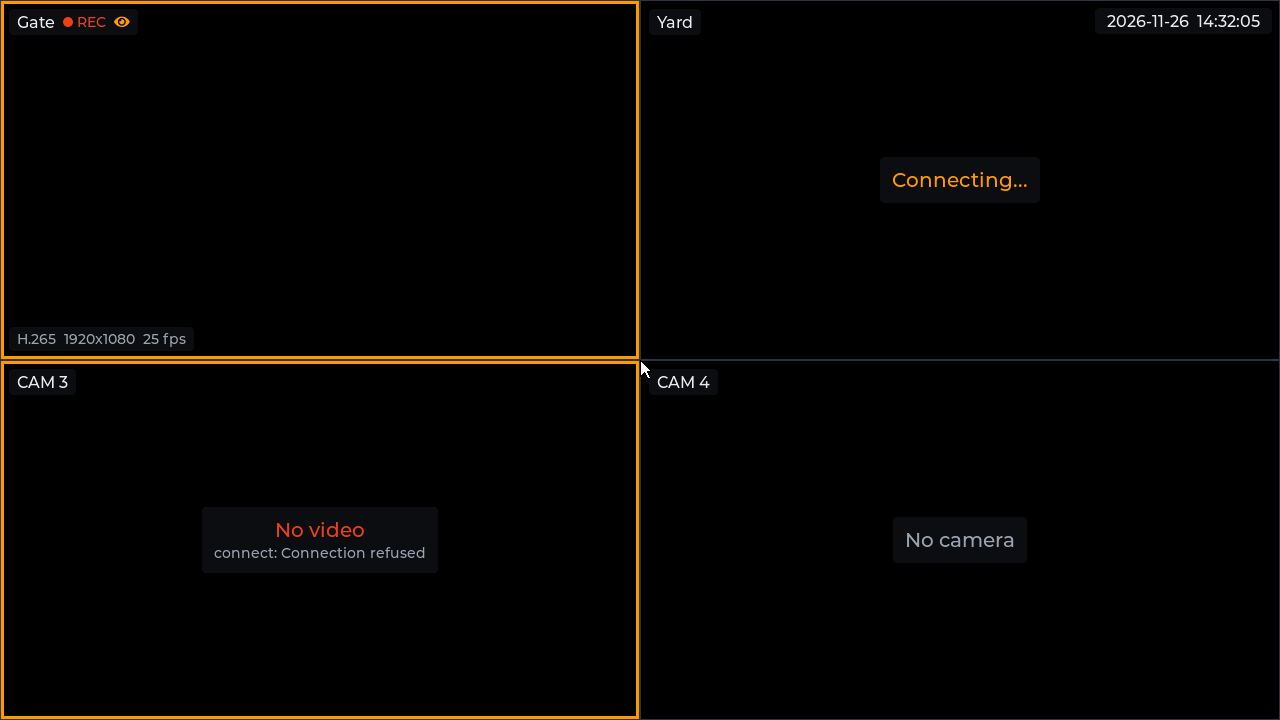 Gate REC
Yard
2026-11-26 14:32:05
Connecting...
H.265 1920x1080 25 fps
CAM 3
CAM 4
No video
connect: Connection refused
No camera